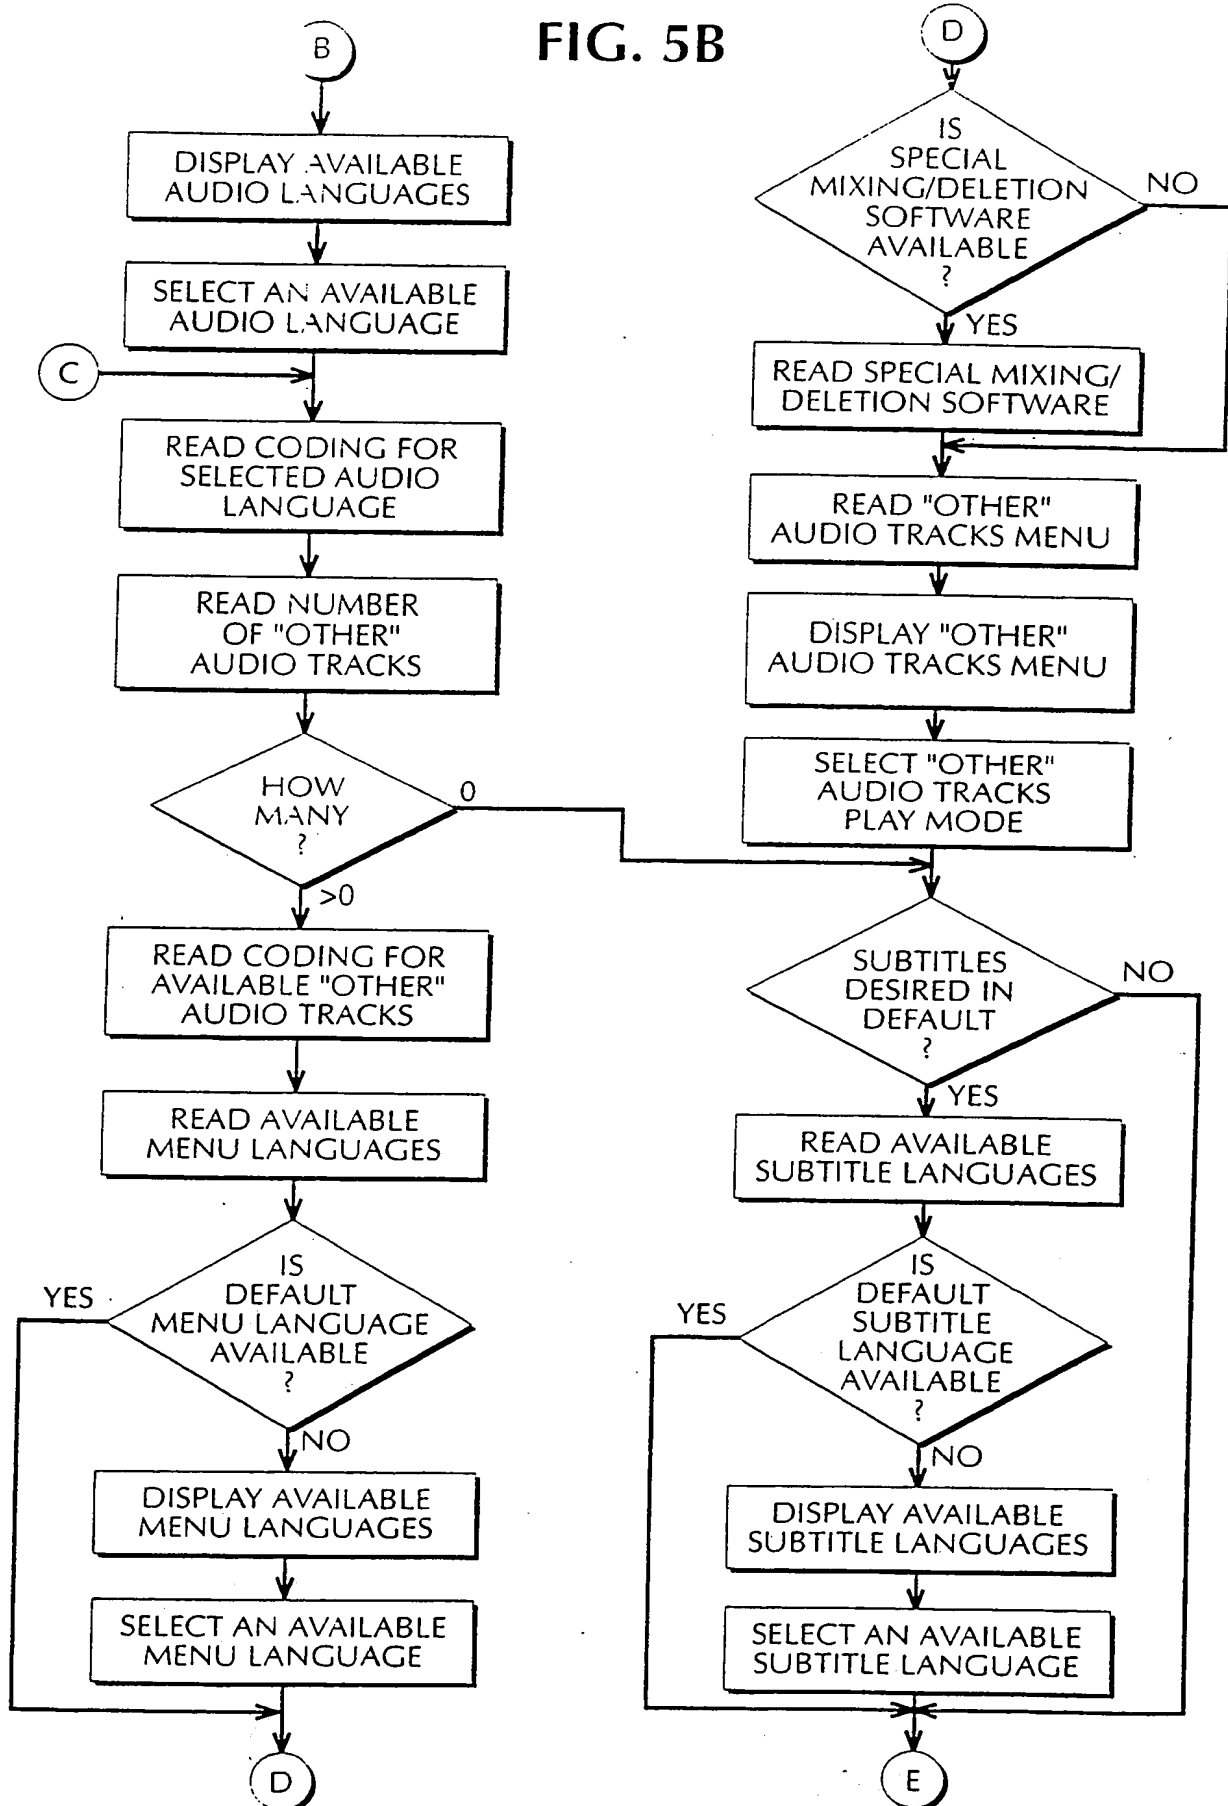 FIG. 5B
B
DISPLAY AVAILABLE
AUDIO LANGUAGES
SELECT AN AVAILABLE
AUDIO LANGUAGE
C
READ CODING FOR
SELECTED AUDIO
LANGUAGE
READ NUMBER
OF "OTHER"
AUDIO TRACKS
HOW
MANY
?
0
>0
READ CODING FOR
AVAILABLE "OTHER"
AUDIO TRACKS
READ AVAILABLE
MENU LANGUAGES
IS
DEFAULT
MENU LANGUAGE
AVAILABLE
?
YES
NO
DISPLAY AVAILABLE
MENU LANGUAGES
SELECT AN AVAILABLE
MENU LANGUAGE
D
D
IS
SPECIAL
MIXING/DELETION
SOFTWARE
AVAILABLE
?
NO
YES
READ SPECIAL MIXING/
DELETION SOFTWARE
READ "OTHER"
AUDIO TRACKS MENU
DISPLAY "OTHER"
AUDIO TRACKS MENU
SELECT "OTHER"
AUDIO TRACKS
PLAY MODE
SUBTITLES
DESIRED IN
DEFAULT
?
NO
YES
READ AVAILABLE
SUBTITLE LANGUAGES
IS
DEFAULT
SUBTITLE
LANGUAGE
AVAILABLE
?
YES
NO
DISPLAY AVAILABLE
SUBTITLE LANGUAGES
SELECT AN AVAILABLE
SUBTITLE LANGUAGE
E